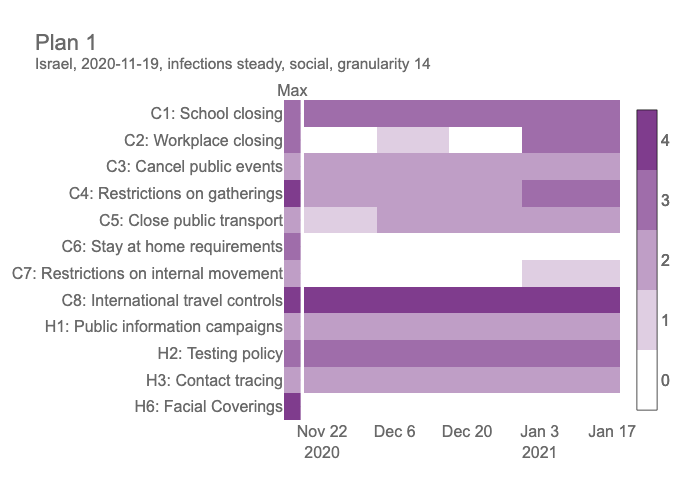 Plan 1
Israel, 2020-11-19, infections steady, social, granularity 14
Max
C1: School closing
C2: Workplace closing
C3: Cancel public events
C4: Restrictions on gatherings
C5: Close public transport
C6: Stay at home requirements
C7: Restrictions on internal movement
C8: International travel controls
H1: Public information campaigns
H2: Testing policy
H3: Contact tracing
H6: Facial Coverings
4
3
2
1
0
Nov 22 Dec 6 Dec 20 Jan 3 Jan 17
2020 2021